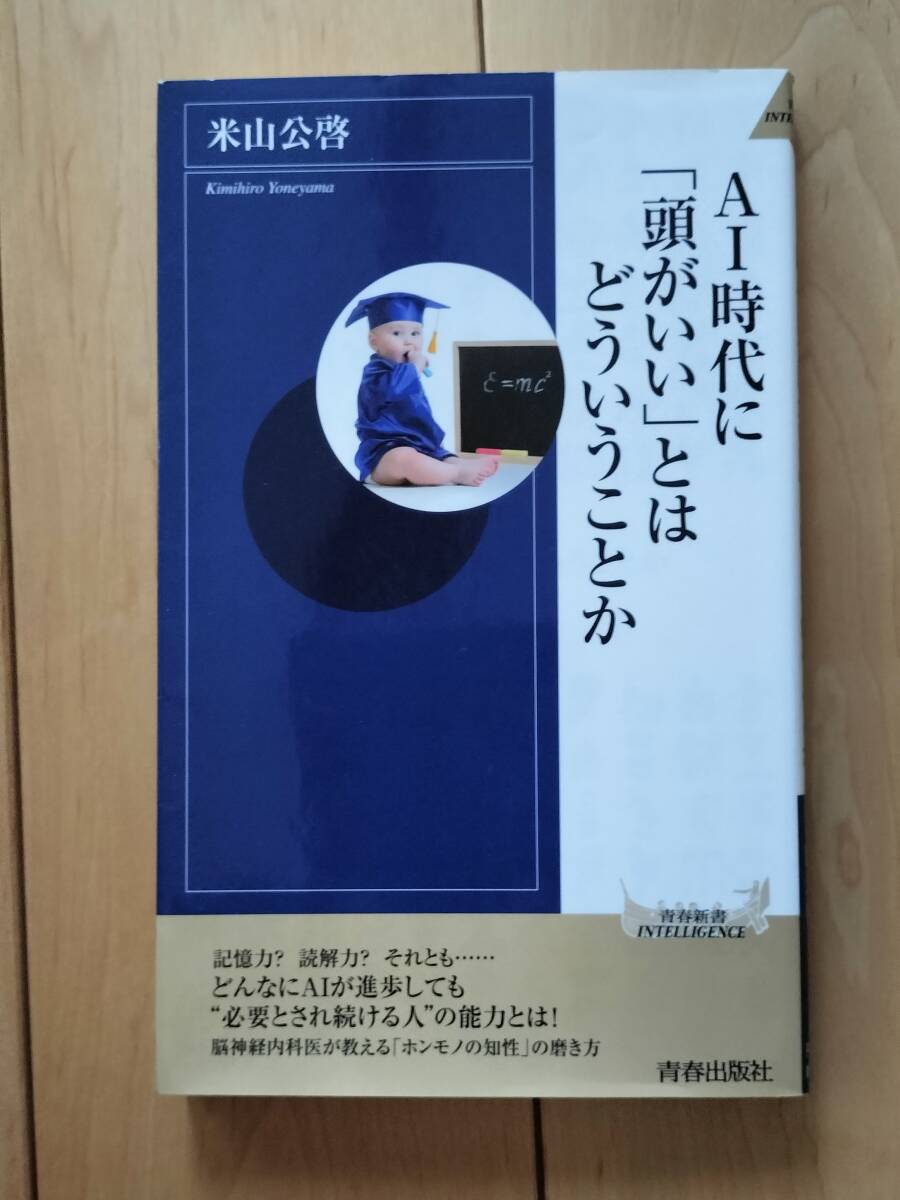 米山公啓
Kimihiro Yoneyama
AI時代に
「頭がいい」とは
どういうことか
E=mc²
INTE
青春新書
INTELLIGENCE
記憶力? 読解力? それとも……
どんなにAIが進歩しても
“必要とされ続ける人”の能力とは!
脳神経内科医が教える「ホンモノの知性」の磨き方
青春出版社